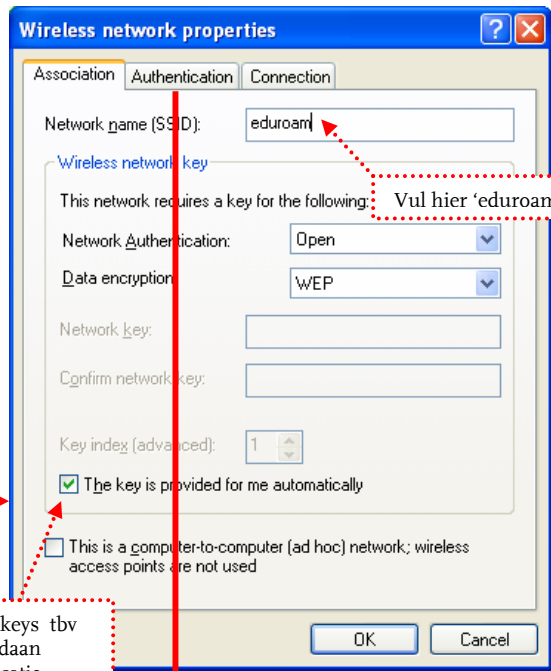 Wireless network properties
Association Authentication Connection
Network name (SSID): eduroam
Wireless network key
This network requires a key for the following:
Vul hier 'eduroam
Network Authentication: Open
Data encryption WEP
Network key:
Confirm network key:
Key index (advanced): 1
The key is provided for me automatically
This is a computer-to-computer (ad hoc) network; wireless
access points are not used
keys tbv
daan
OK Cancel